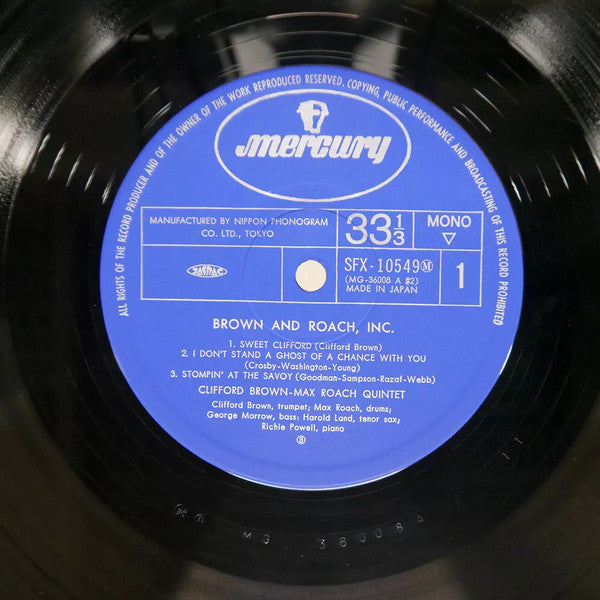 ALL RIGHTS OF THE RECORD PRODUCER AND OF THE OWNER OF THE WORK REPRODUCED RESERVED. COPYING, PUBLIC PERFORMANCE AND BROADCASTING OF THIS RECORD PROHIBITED
mercury
MANUFACTURED BY NIPPON PHONOGRAM
CO. LTD., TOKYO
33 1/3
MONO
▽
JASRAC
SFX-10549Ⓜ
(MG-36008 A #2)
MADE IN JAPAN
1
BROWN AND ROACH, INC.
1. SWEET CLIFFORD (Clifford Brown)
2. I DON'T STAND A GHOST OF A CHANCE WITH YOU
(Crosby-Washington-Young)
3. STOMPIN' AT THE SAVOY (Goodman-Sampson-Razaf-Webb)
CLIFFORD BROWN-MAX ROACH QUINTET
Clifford Brown, trumpet; Max Roach, drums;
George Morrow, bass: Harold Land, tenor sax;
Richie Powell, piano
MG 36008A
11